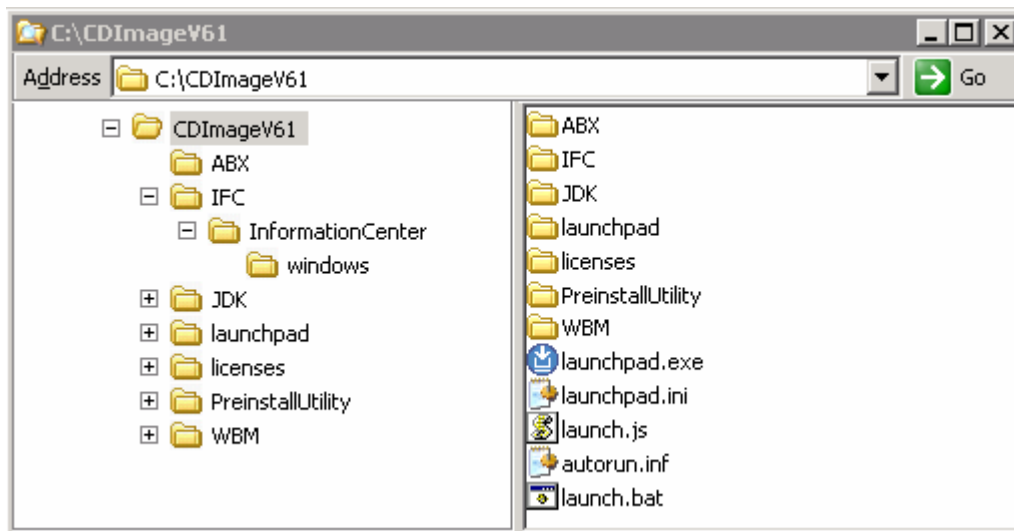 C:\CDImageV61
Address C:\CDImageV61 Go
CDImageV61
ABX
IFC
InformationCenter
windows
JDK
launchpad
licenses
PreinstallUtility
WBM
ABX
IFC
JDK
launchpad
licenses
PreinstallUtility
WBM
launchpad.exe
launchpad.ini
launch.js
autorun.inf
launch.bat